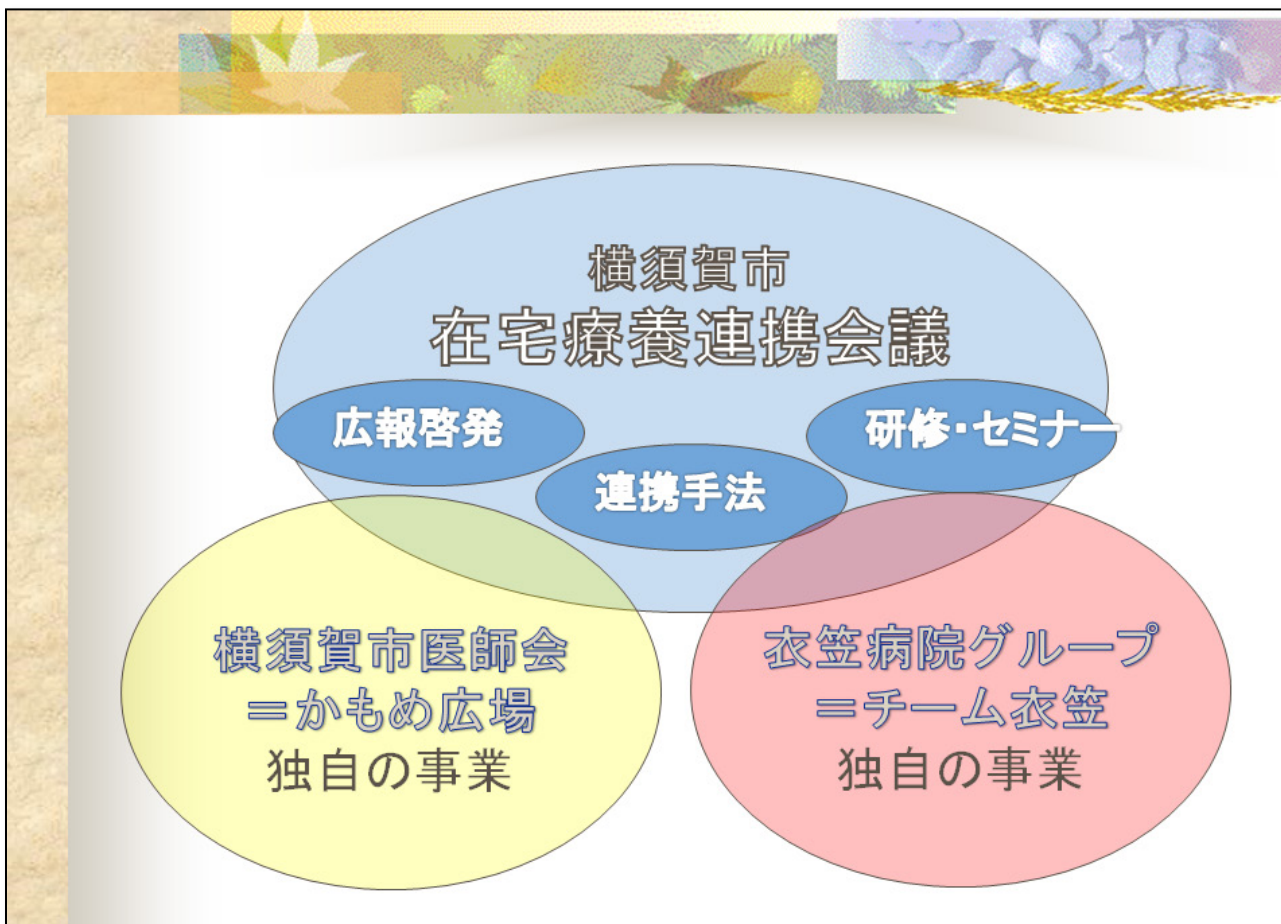 横須賀市
在宅療養連携会議
広報啓発
研修・セミナー
連携手法
横須賀市医師会
＝かもめ広場
独自の事業
衣笠病院グループ
＝チーム衣笠
独自の事業